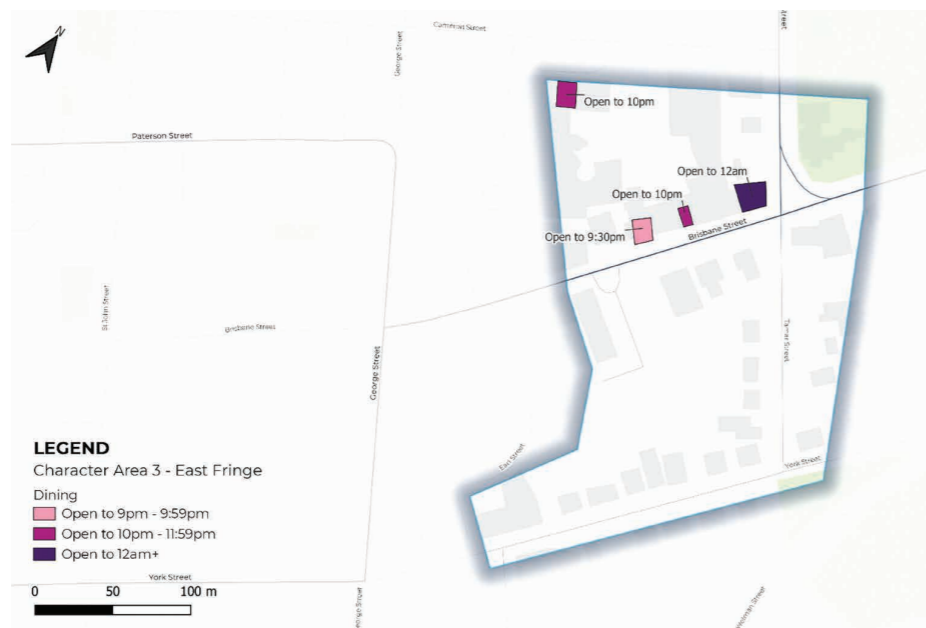 N
Cameron Street
George Street
Paterson Street
Open to 10pm
Open to 12am
Open to 10pm
Open to 9:30pm
Brisbane Street
St John Street
Brisbane Street
George Street
Tamar Street
Earl Street
York Street
LEGEND
Character Area 3 - East Fringe
Dining
Open to 9pm - 9:59pm
Open to 10pm - 11:59pm
Open to 12am+
York Street
0 50 100 m